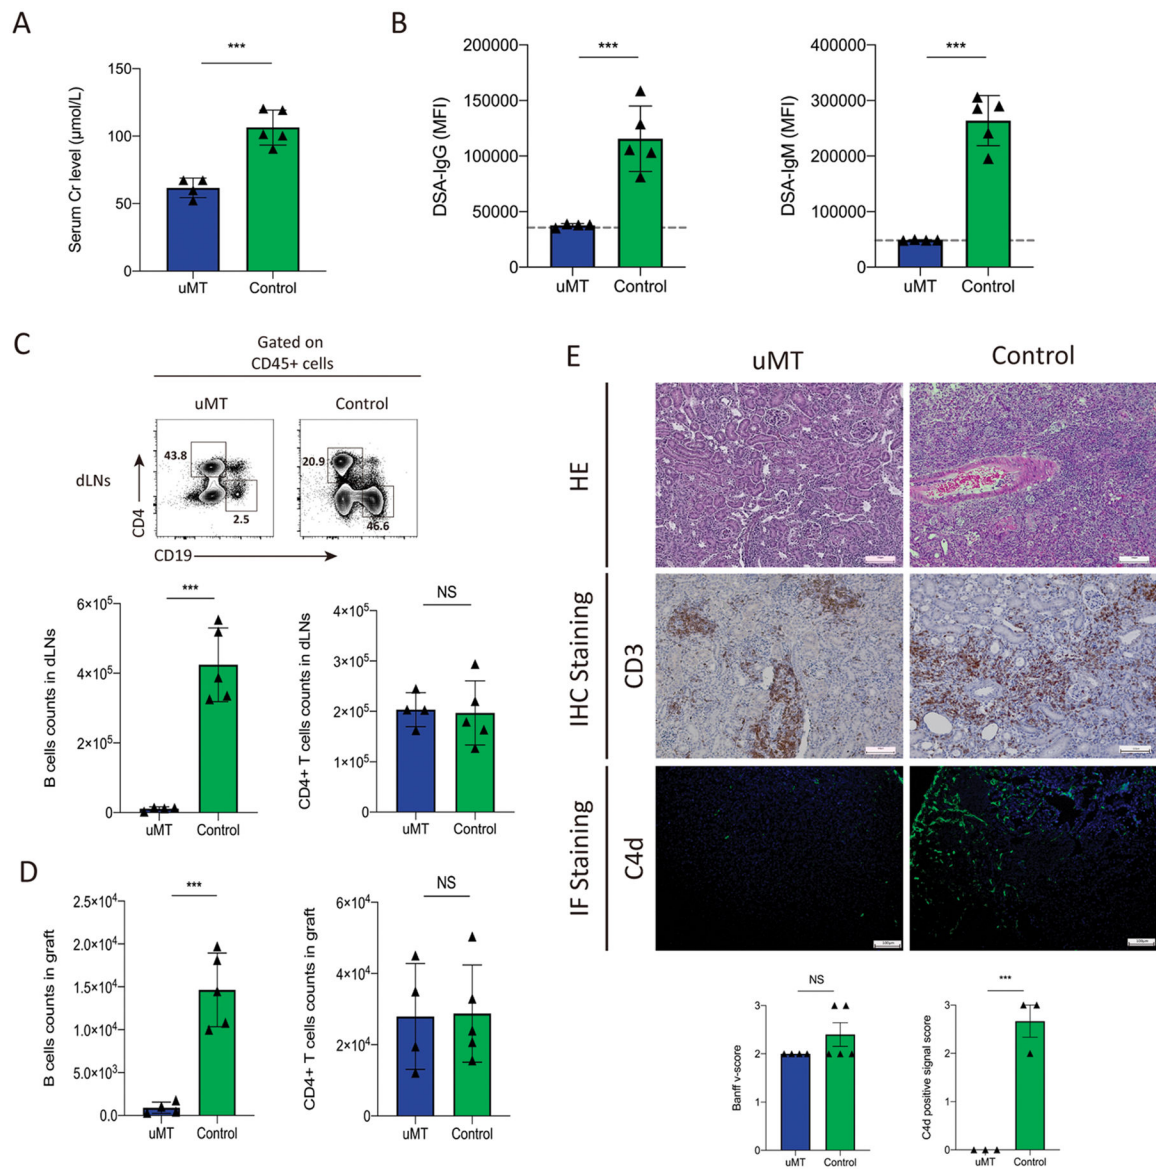 A
***
150
100
50
0
Serum Cr level (μmol/L)
uMT
Control
B
***
200000
150000
100000
50000
0
DSA-IgG (MFI)
uMT
Control
***
400000
300000
200000
100000
0
DSA-IgM (MFI)
uMT
Control
C
Gated on
CD45+ cells
uMT
Control
dLNs
43.8
2.5
20.9
46.6
CD4
CD19
***
6×10⁵
4×10⁵
2×10⁵
0
B cells counts in dLNs
uMT
Control
NS
4×10⁵
3×10⁵
2×10⁵
1×10⁵
0
CD4+ T cells counts in dLNs
uMT
Control
D
***
2.5×10⁴
2.0×10⁴
1.5×10⁴
1.0×10⁴
5.0×10³
0.0
B cells counts in graft
uMT
Control
NS
6×10⁴
4×10⁴
2×10⁴
0
CD4+ T cells counts in graft
uMT
Control
E
uMT
Control
HE
IHC Staining
CD3
IF Staining
C4d
NS
3
2
1
0
Banff v-score
uMT
Control
***
3
2
1
0
C4d positive signal score
uMT
Control